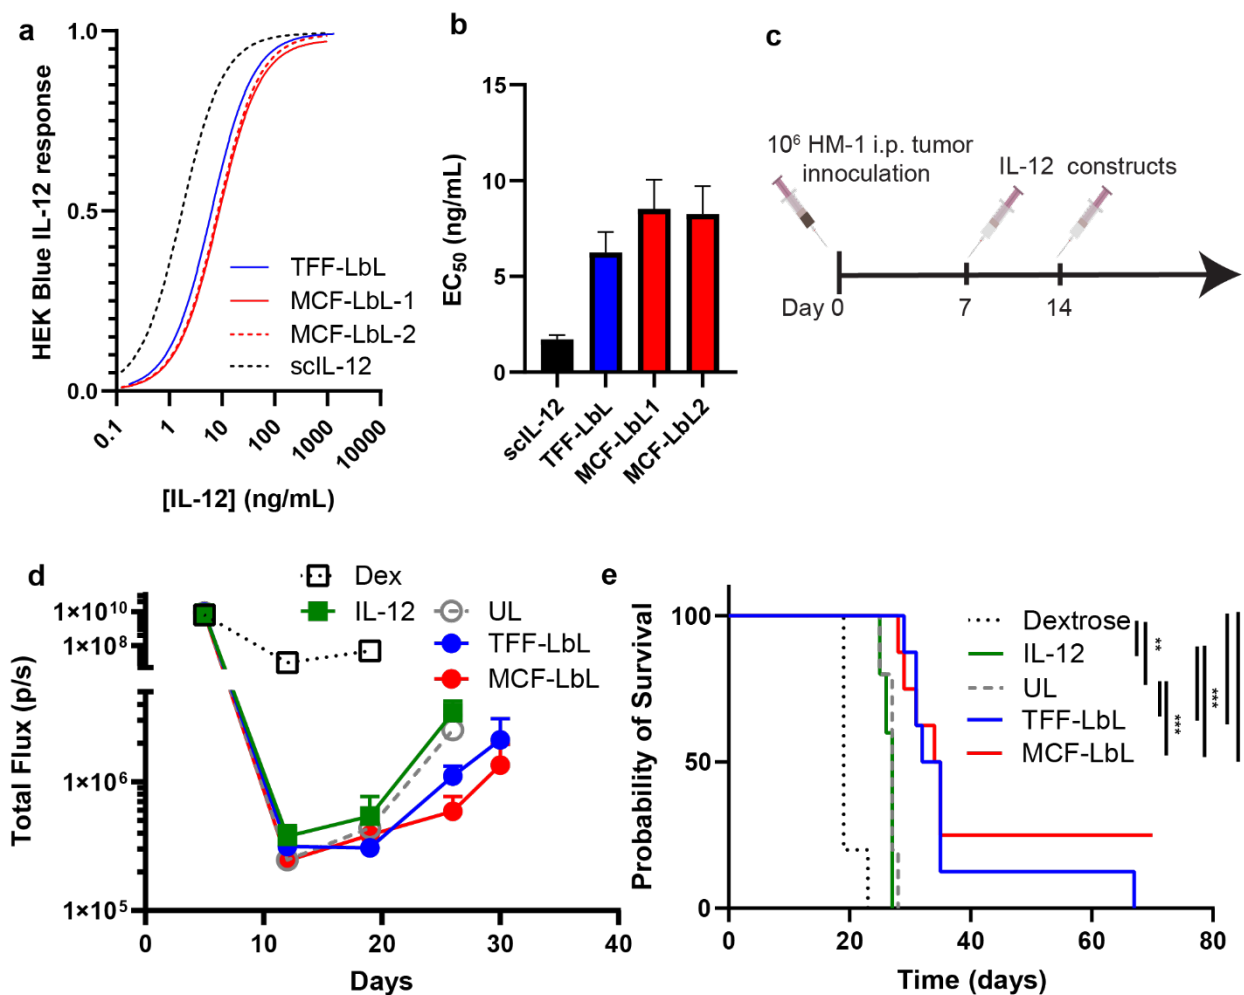 a
1.0
0.5
0.0
HEK Blue IL-12 response
TFF-LbL
MCF-LbL-1
MCF-LbL-2
scIL-12
0.1
1
10
100
1000
10000
[IL-12] (ng/mL)
b
15
10
5
0
EC50 (ng/mL)
scIL-12
TFF-LbL
MCF-LbL1
MCF-LbL2
c
10⁶ HM-1 i.p. tumor
innoculation
IL-12 constructs
Day 0
7
14
d
Dex
IL-12
UL
TFF-LbL
MCF-LbL
1×10¹⁰
1×10⁸
1×10⁶
1×10⁵
Total Flux (p/s)
0
10
20
30
40
Days
e
100
50
0
Probability of Survival
Dextrose
IL-12
UL
TFF-LbL
MCF-LbL
**
***
***
0
20
40
60
80
Time (days)